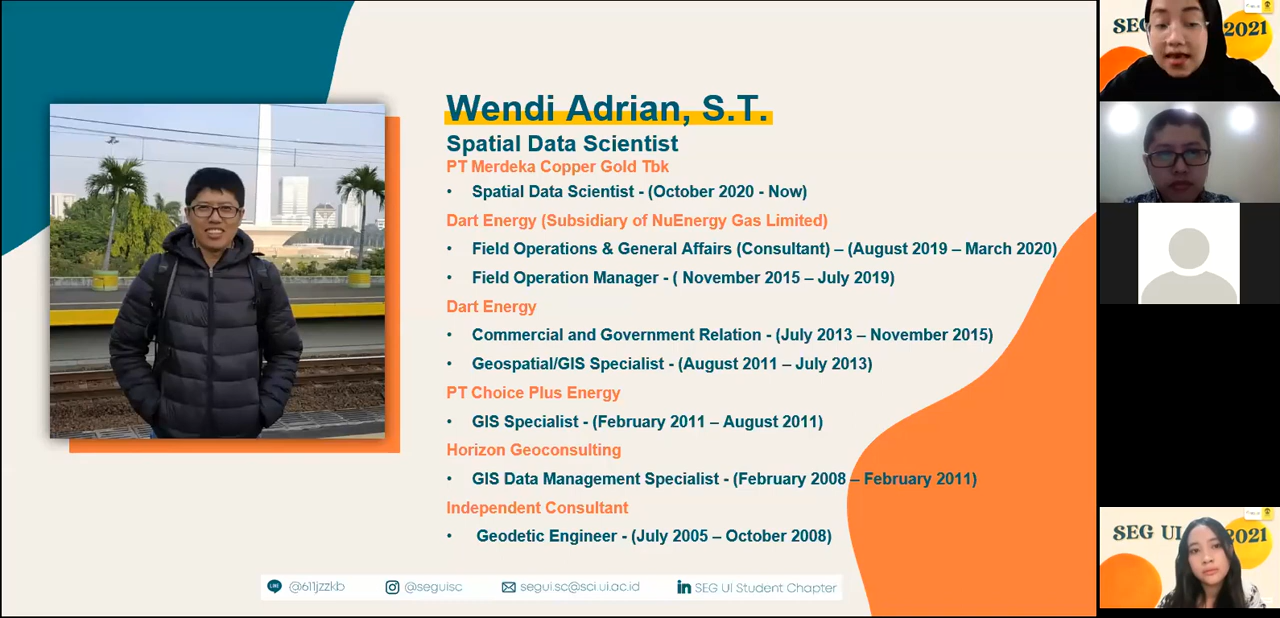 Wendi Adrian, S.T.
Spatial Data Scientist
PT Merdeka Copper Gold Tbk
• Spatial Data Scientist - (October 2020 - Now)
Dart Energy (Subsidiary of NuEnergy Gas Limited)
• Field Operations & General Affairs (Consultant) – (August 2019 – March 2020)
• Field Operation Manager - ( November 2015 – July 2019)
Dart Energy
• Commercial and Government Relation - (July 2013 – November 2015)
• Geospatial/GIS Specialist - (August 2011 – July 2013)
PT Choice Plus Energy
• GIS Specialist - (February 2011 – August 2011)
Horizon Geoconsulting
• GIS Data Management Specialist - (February 2008 – February 2011)
Independent Consultant
• Geodetic Engineer - (July 2005 – October 2008)
@611jzzkb @seguisc segui.sc@sci.ui.ac.id SEG UI Student Chapter
SEG 2021
SEG UI 2021